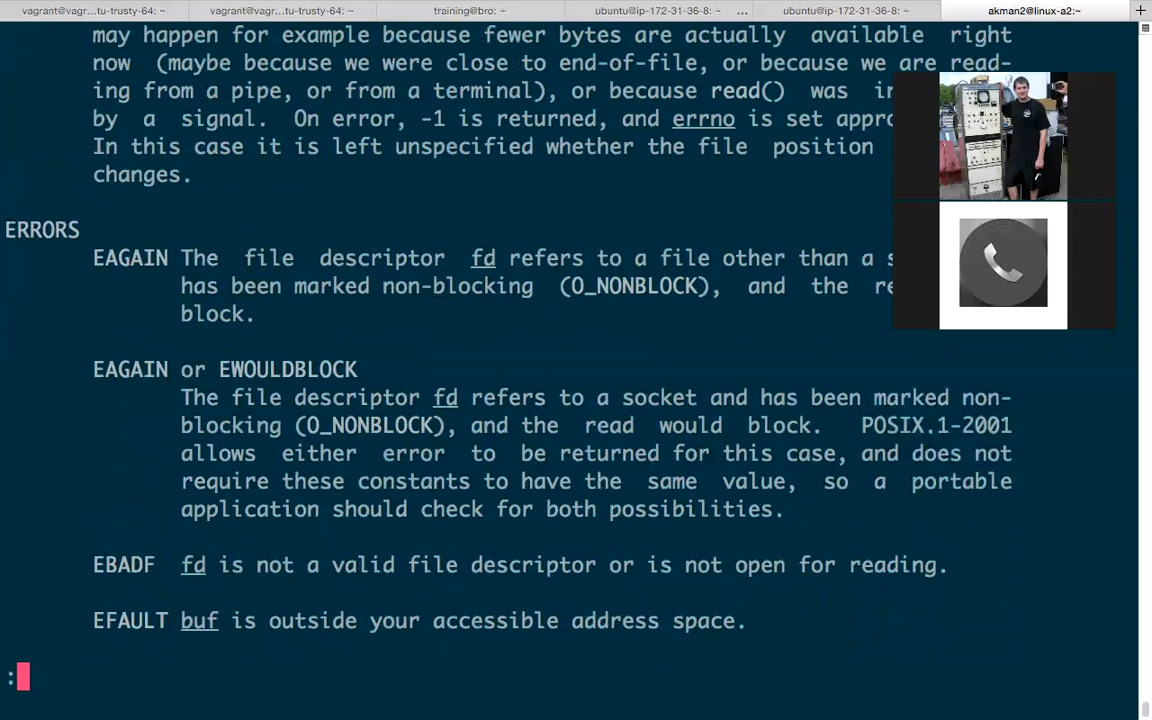 vagrant@vagr...tu-trusty-64: ~ vagrant@vagr...tu-trusty-64: ~ training@bro: ~ ubuntu@ip-172-31-36-8: ~ ... ubuntu@ip-172-31-36-8: ~ akman2@linux-a2:~ +
may happen for example because fewer bytes are actually available right
now (maybe because we were close to end-of-file, or because we are read-
ing from a pipe, or from a terminal), or because read() was in
by a signal. On error, -1 is returned, and errno is set appro
In this case it is left unspecified whether the file position
changes.
ERRORS
EAGAIN The file descriptor fd refers to a file other than a s
has been marked non-blocking (O_NONBLOCK), and the re
block.
EAGAIN or EWOULDBLOCK
The file descriptor fd refers to a socket and has been marked non-
blocking (O_NONBLOCK), and the read would block. POSIX.1-2001
allows either error to be returned for this case, and does not
require these constants to have the same value, so a portable
application should check for both possibilities.
EBADF fd is not a valid file descriptor or is not open for reading.
EFAULT buf is outside your accessible address space.
: